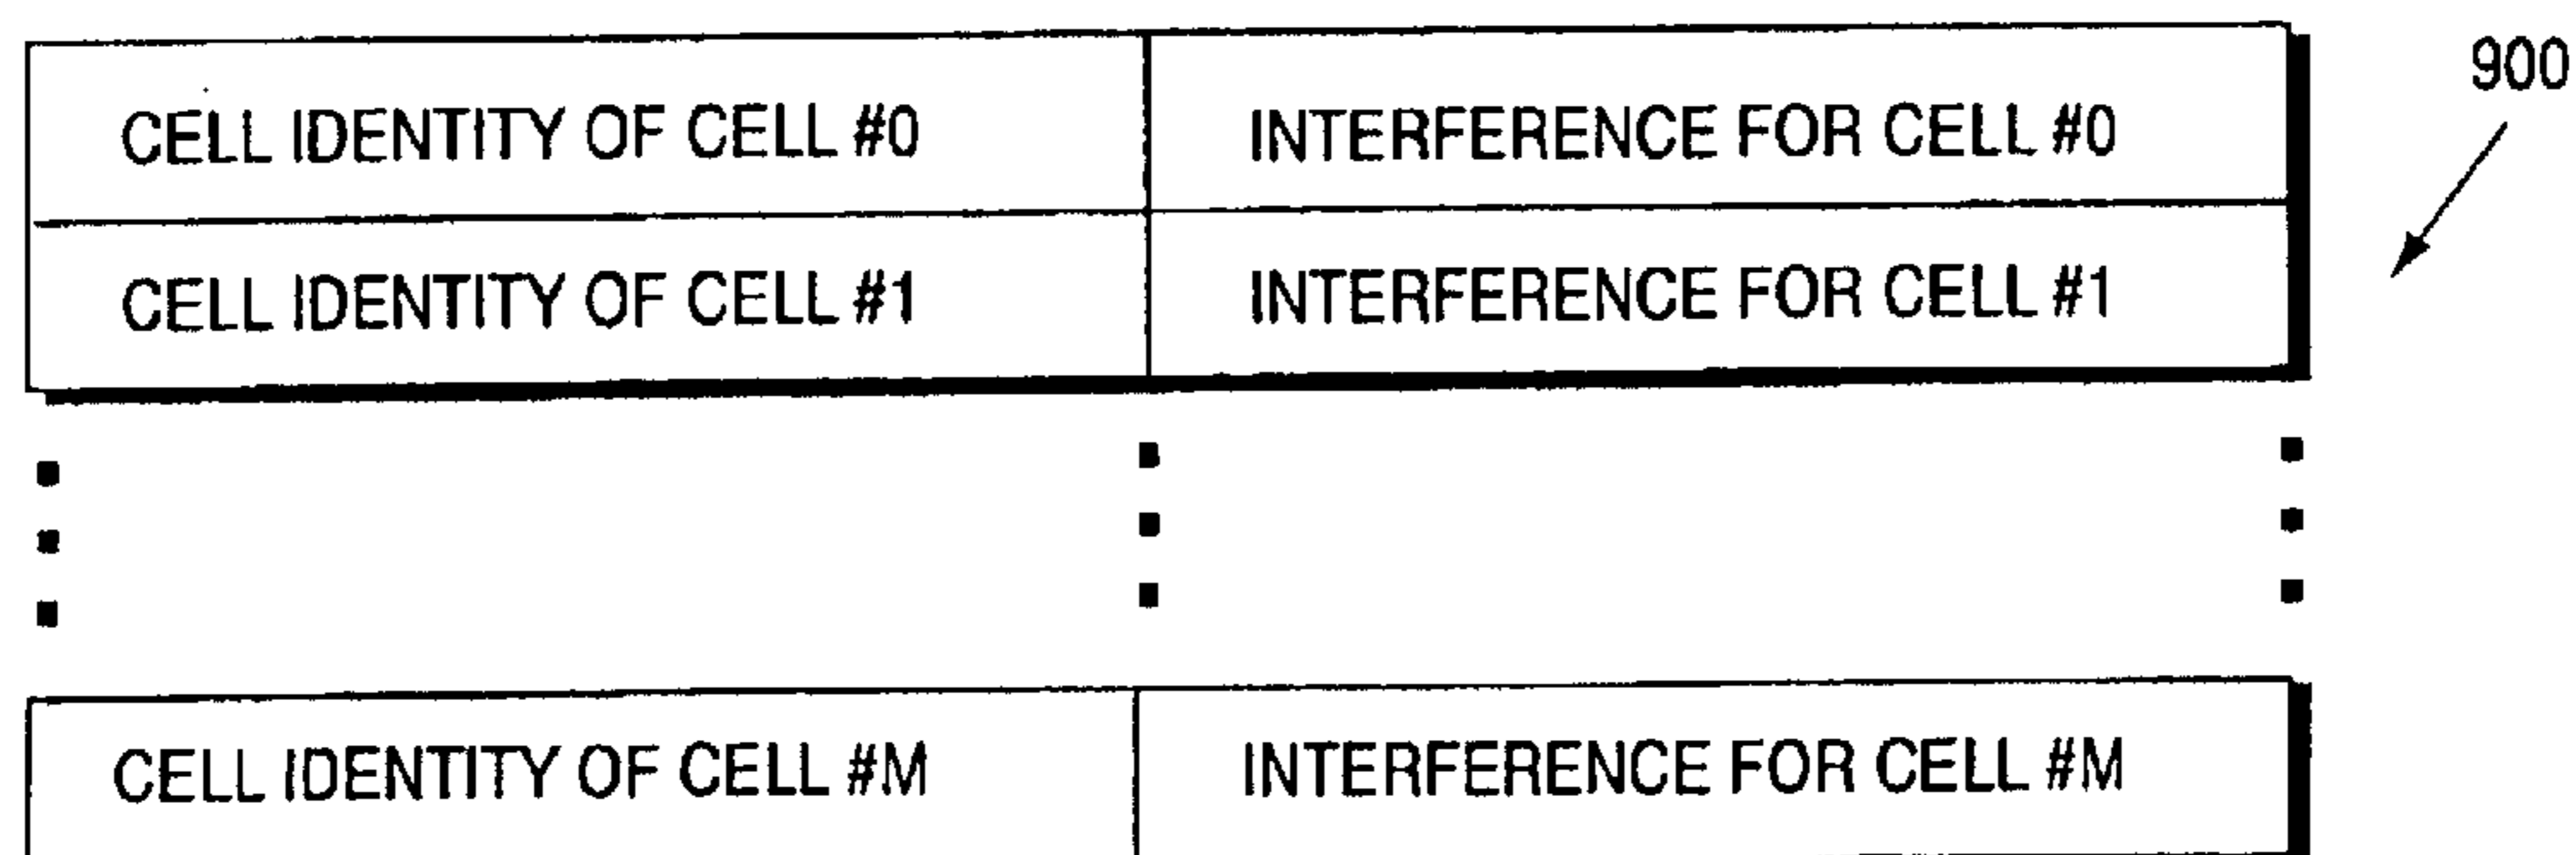 CELL IDENTITY OF CELL #0 INTERFERENCE FOR CELL #0
900
CELL IDENTITY OF CELL #1 INTERFERENCE FOR CELL #1
CELL IDENTITY OF CELL #M INTERFERENCE FOR CELL #M